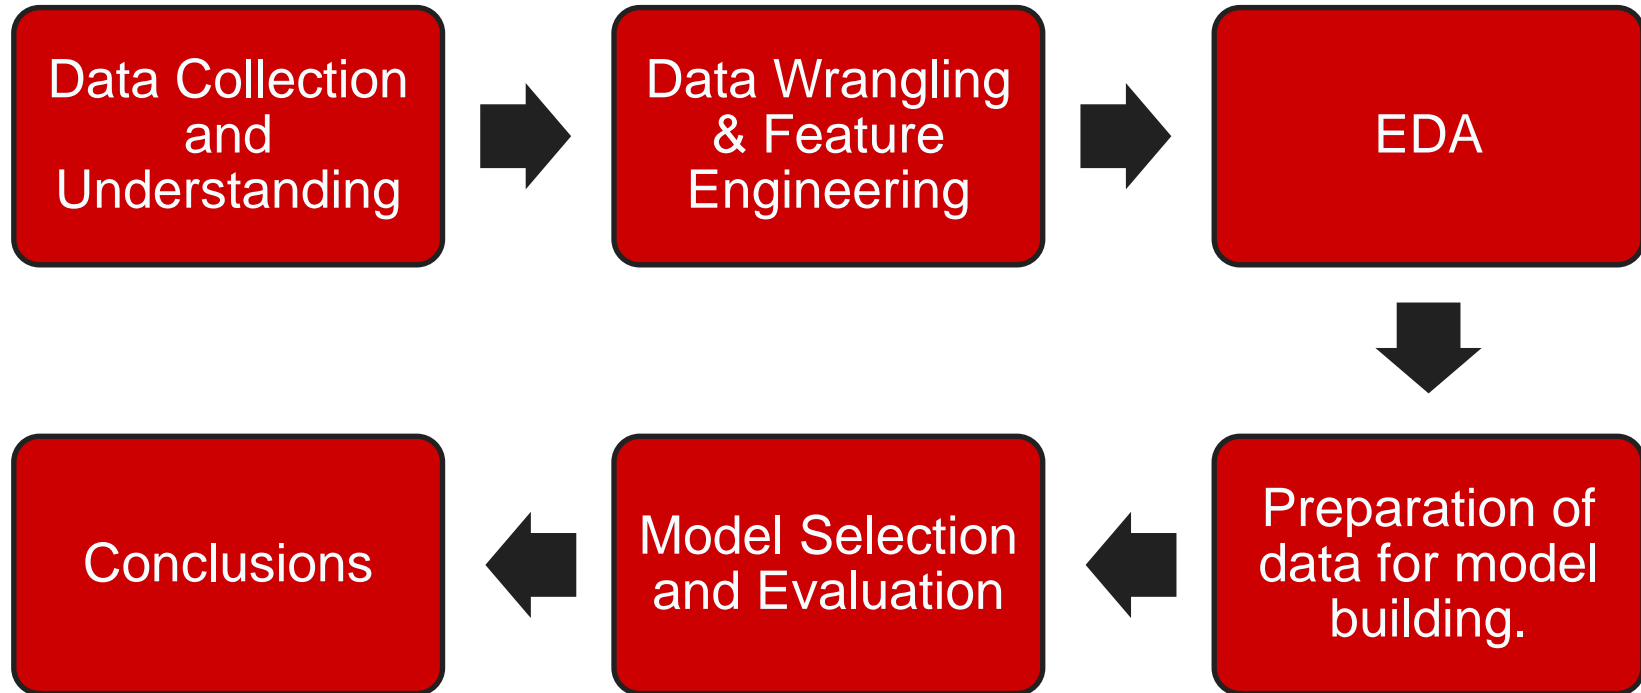 Data Collection
and
Understanding
Data Wrangling
& Feature
Engineering
EDA
Preparation of
data for model
building.
Model Selection
and Evaluation
Conclusions